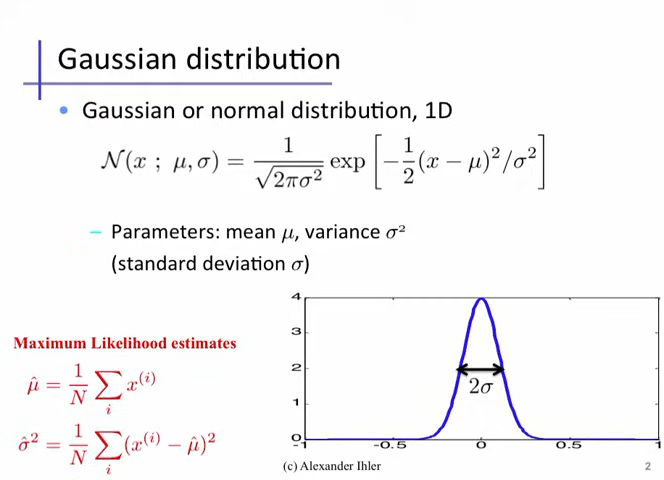 Gaussian distribution
• Gaussian or normal distribution, 1D
𝒩(x ; μ, σ) = 1/√(2πσ²) exp[−1/2(x − μ)²/σ²]
– Parameters: mean μ, variance σ²
(standard deviation σ)
Maximum Likelihood estimates
μ̂ = 1/N ∑_i x^(i)
σ̂² = 1/N ∑_i (x^(i) − μ̂)²
4
3
2
1
0
2σ
-1 -0.5 0 0.5 1
(c) Alexander Ihler
2